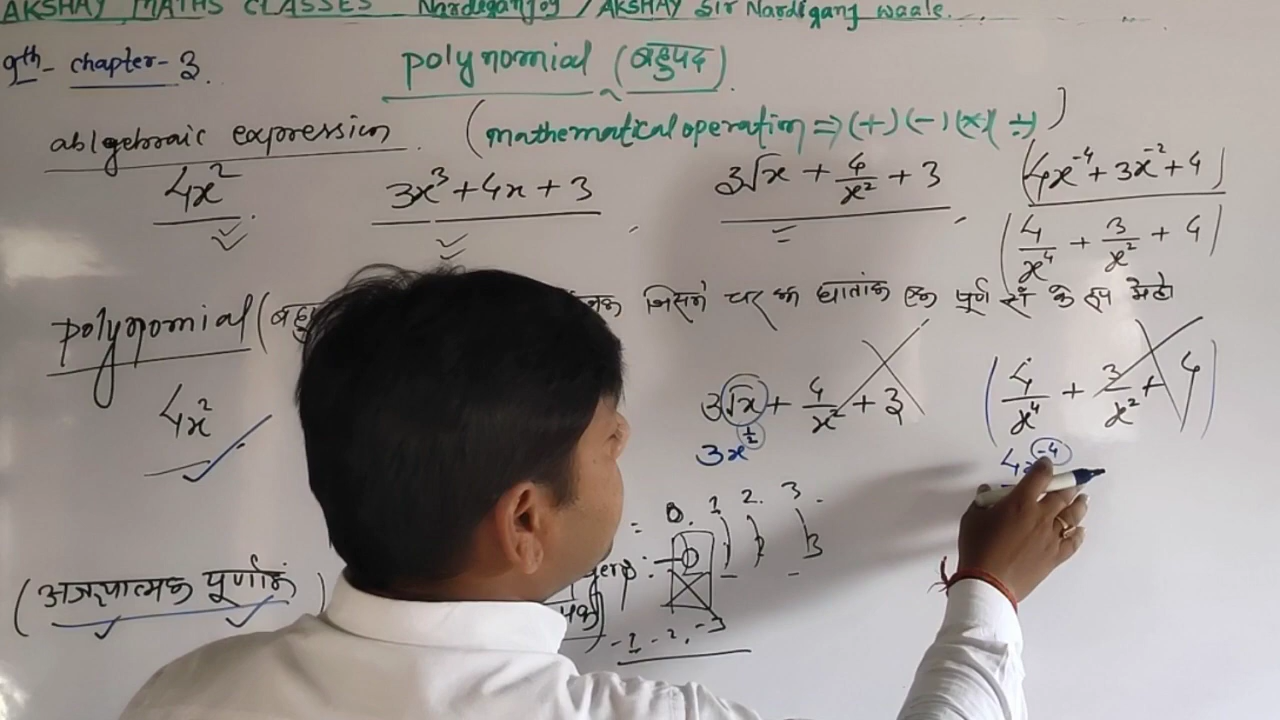 AKSHAY MATHS CLASSES Nardiganj / AKSHAY Sir Nardiganj waale.
9th- chapter-3.
polynomial (बहुपद).
ablgebraic expression. (mathematical operation ⇒ (+) (-) (×) (÷))
4x² 3x³ + 4x + 3 3√x + 4/x² + 3 (4x⁻⁴ + 3x⁻² + 4)
(4/x⁴ + 3/x² + 4)
polynomial (बहु जिसमे चर का घातांक एक पूर्ण सं के रूप मे हो
4x² 3√x + 4/x² + 3 (4/x⁴ + 3/x² + 4)
3x^½ 4x⁻⁴
= 0. 1 2. 3.
(अऋणात्मक पूर्णांक)
-1 -2, -3